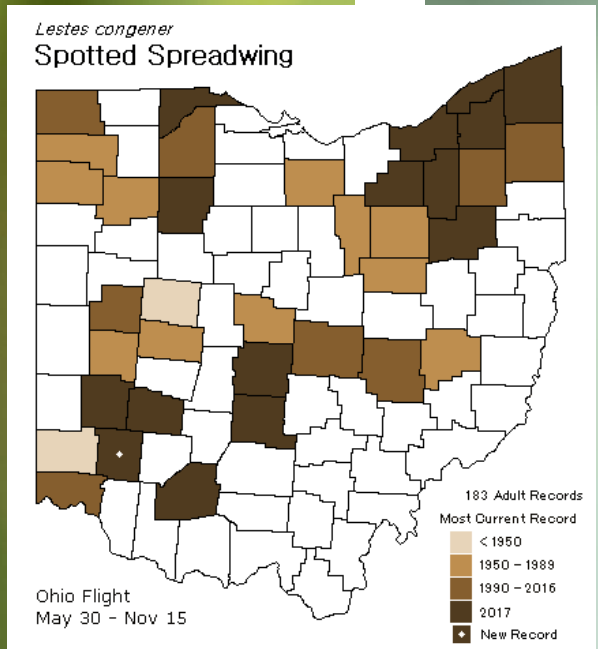 Lestes congener
Spotted Spreadwing
183 Adult Records
Most Current Record
< 1950
1950 - 1989
1990 - 2016
2017
New Record
Ohio Flight
May 30 - Nov 15